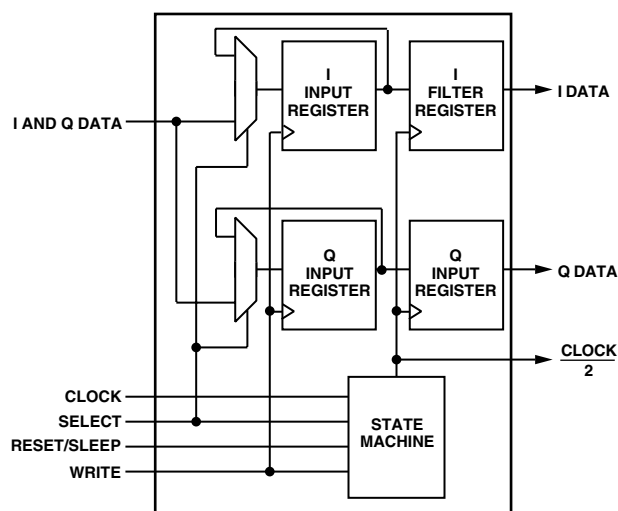 I
INPUT
REGISTER
I
FILTER
REGISTER
I DATA
I AND Q DATA
Q
INPUT
REGISTER
Q
INPUT
REGISTER
Q DATA
CLOCK
2
CLOCK
SELECT
RESET/SLEEP
WRITE
STATE
MACHINE